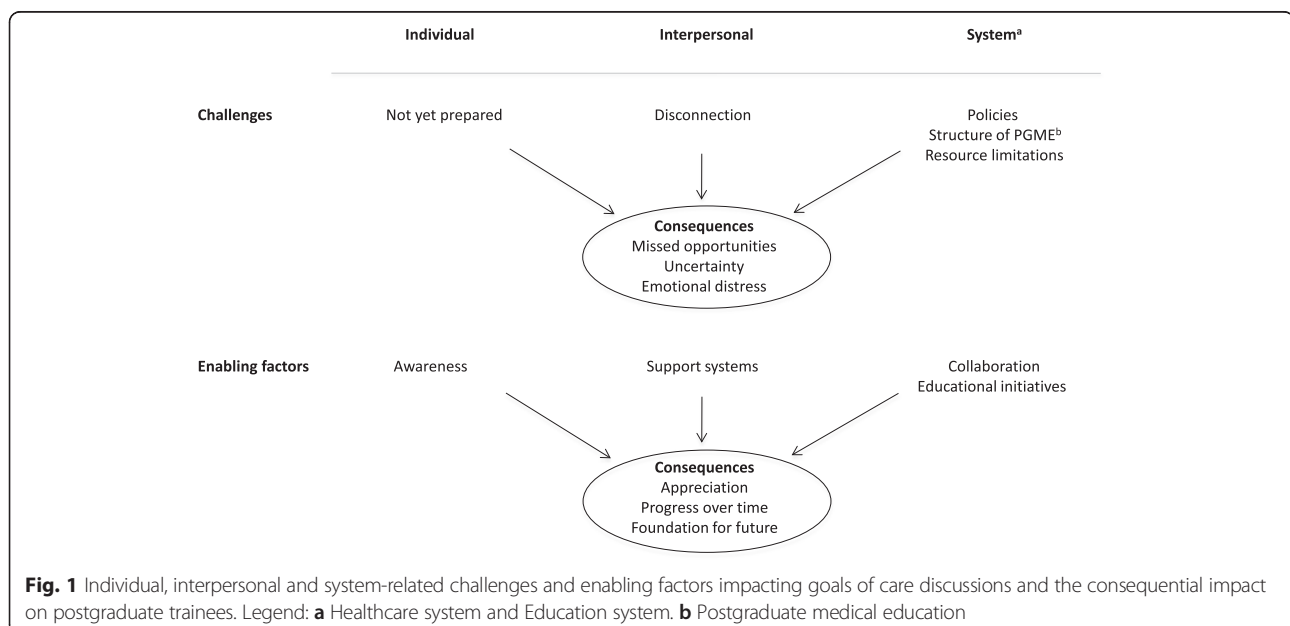 Individual Interpersonal Systemᵃ
Challenges Not yet prepared Disconnection Policies
Structure of PGMEᵇ
Resource limitations
Consequences
Missed opportunities
Uncertainty
Emotional distress
Enabling factors Awareness Support systems Collaboration
Educational initiatives
Consequences
Appreciation
Progress over time
Foundation for future
Fig. 1 Individual, interpersonal and system-related challenges and enabling factors impacting goals of care discussions and the consequential impact
on postgraduate trainees. Legend: a Healthcare system and Education system. b Postgraduate medical education